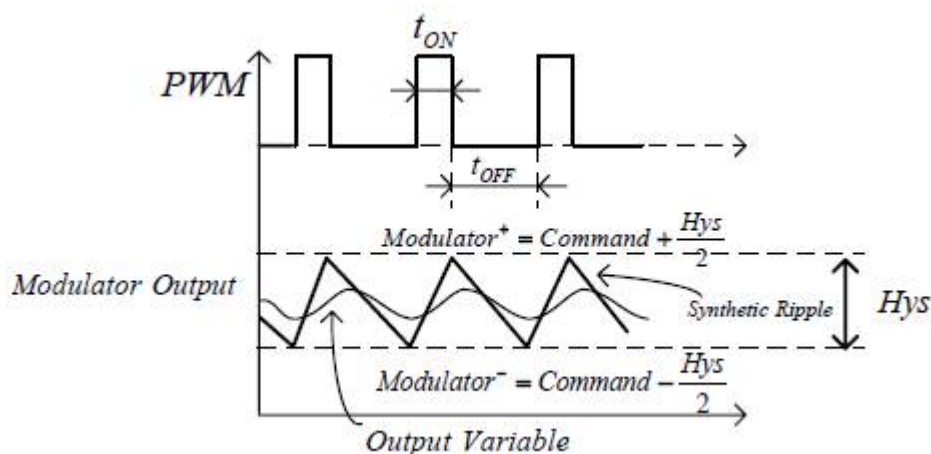 t_ON
PWM
t_OFF
Modulator⁺ = Command + Hys/2
Modulator Output
Synthetic Ripple
Hys
Modulator⁻ = Command − Hys/2
Output Variable